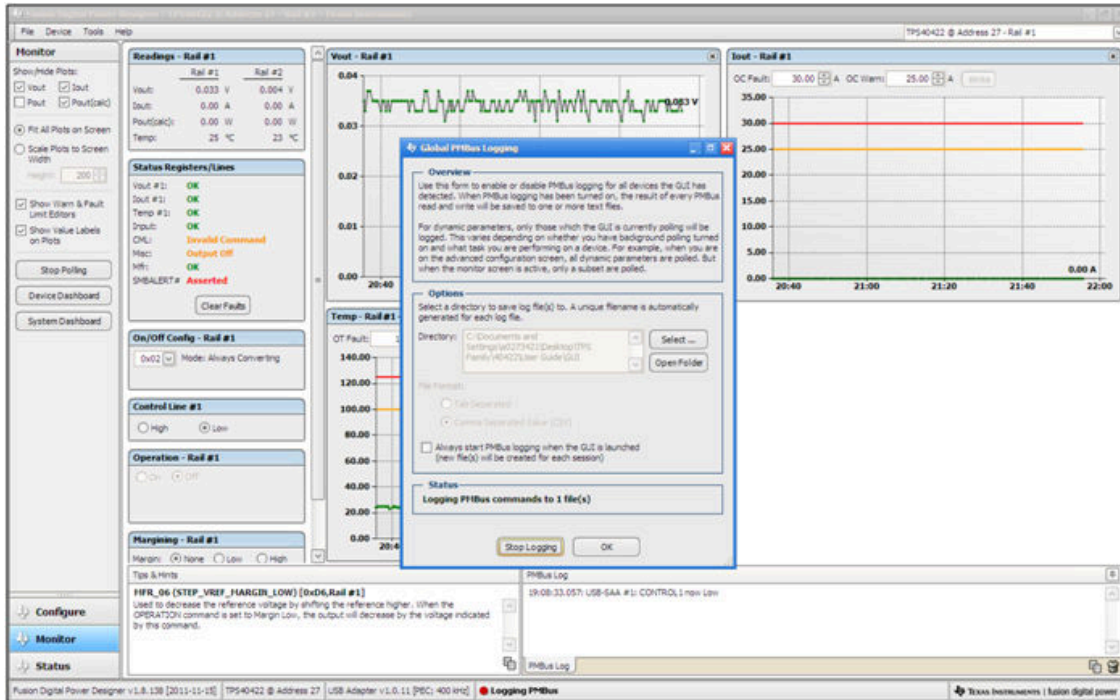 Fusion Digital Power Designer
File Device Tools Help
TPS40422 @ Address 27 - Rail #1
Monitor
Show/Hide Plots:
Vout Iout
Pout Pout(calc)
Fit All Plots on Screen
Scale Plots to Screen
Width
Height: 200
Show Warn & Fault
Limit Editors
Show Value Labels
on Plots
Stop Polling
Device Dashboard
System Dashboard
Readings - Rail #1
Rail #1 Rail #2
Vout: 0.033 V 0.004 V
Iout: 0.00 A 0.00 A
Pout(calc): 0.00 W 0.00 W
Temp: 25 °C 23 °C
Status Registers/Lines
Vout #1: OK
Iout #1: OK
Temp #1: OK
Input: OK
CML: Invalid Command
Misc: Output Off
Mfr: OK
SMBALERT# Asserted
Clear Faults
On/Off Config - Rail #1
0x02 Mode: Always Converting
Control Line #1
High Low
Operation - Rail #1
On Off
Margining - Rail #1
Margin: None Low High
Vout - Rail #1
0.04
0.03
0.02
0.01
0.00
20:40
0.033 V
Temp - Rail #1
OT Fault:
140.00
120.00
100.00
80.00
60.00
40.00
20.00
0.00
Iout - Rail #1
OC Fault: 30.00 A OC Warn: 25.00 A Write
35.00
30.00
25.00
20.00
15.00
10.00
5.00
0.00
0.00 A
20:40 21:00 21:20 21:40 22:00
Global PMBus Logging
Overview
Use this form to enable or disable PMBus logging for all devices the GUI has
detected. When PMBus logging has been turned on, the result of every PMBus
read and write will be saved to one or more text files.
For dynamic parameters, only those which the GUI is currently polling will be
logged. This varies depending on whether you have background polling turned
on and what task you are performing on a device. For example, when you are
on the advanced configuration screen, all dynamic parameters are polled. But
when the monitor screen is active, only a subset are polled.
Options
Select a directory to save log file(s) to. A unique filename is automatically
generated for each log file.
Directory: C:\Documents and
Settings\a0273423\Desktop\TPS
Family\40422\User Guide\GUI
Select ...
Open Folder
File Format:
Tab Separated
Comma Separated Value (CSV)
Always start PMBus logging when the GUI is launched
(new file(s) will be created for each session)
Status
Logging PMBus commands to 1 file(s)
Stop Logging OK
Configure
Monitor
Status
Tips & Hints
MFR_06 (STEP_VREF_MARGIN_LOW) [0xD6,Rail #1]
Used to decrease the reference voltage by shifting the reference higher. When the
OPERATION command is set to Margin Low, the output will decrease by the voltage indicated
by this command.
PMBus Log
19:08:33.057: USB-SAA #1: CONTROL1 now Low
PMBus Log
Fusion Digital Power Designer v1.8.138 [2011-11-15] TPS40422 @ Address 27 USB Adapter v1.0.11 [PEC; 400 kHz] Logging PMBus
TEXAS INSTRUMENTS | fusion digital power